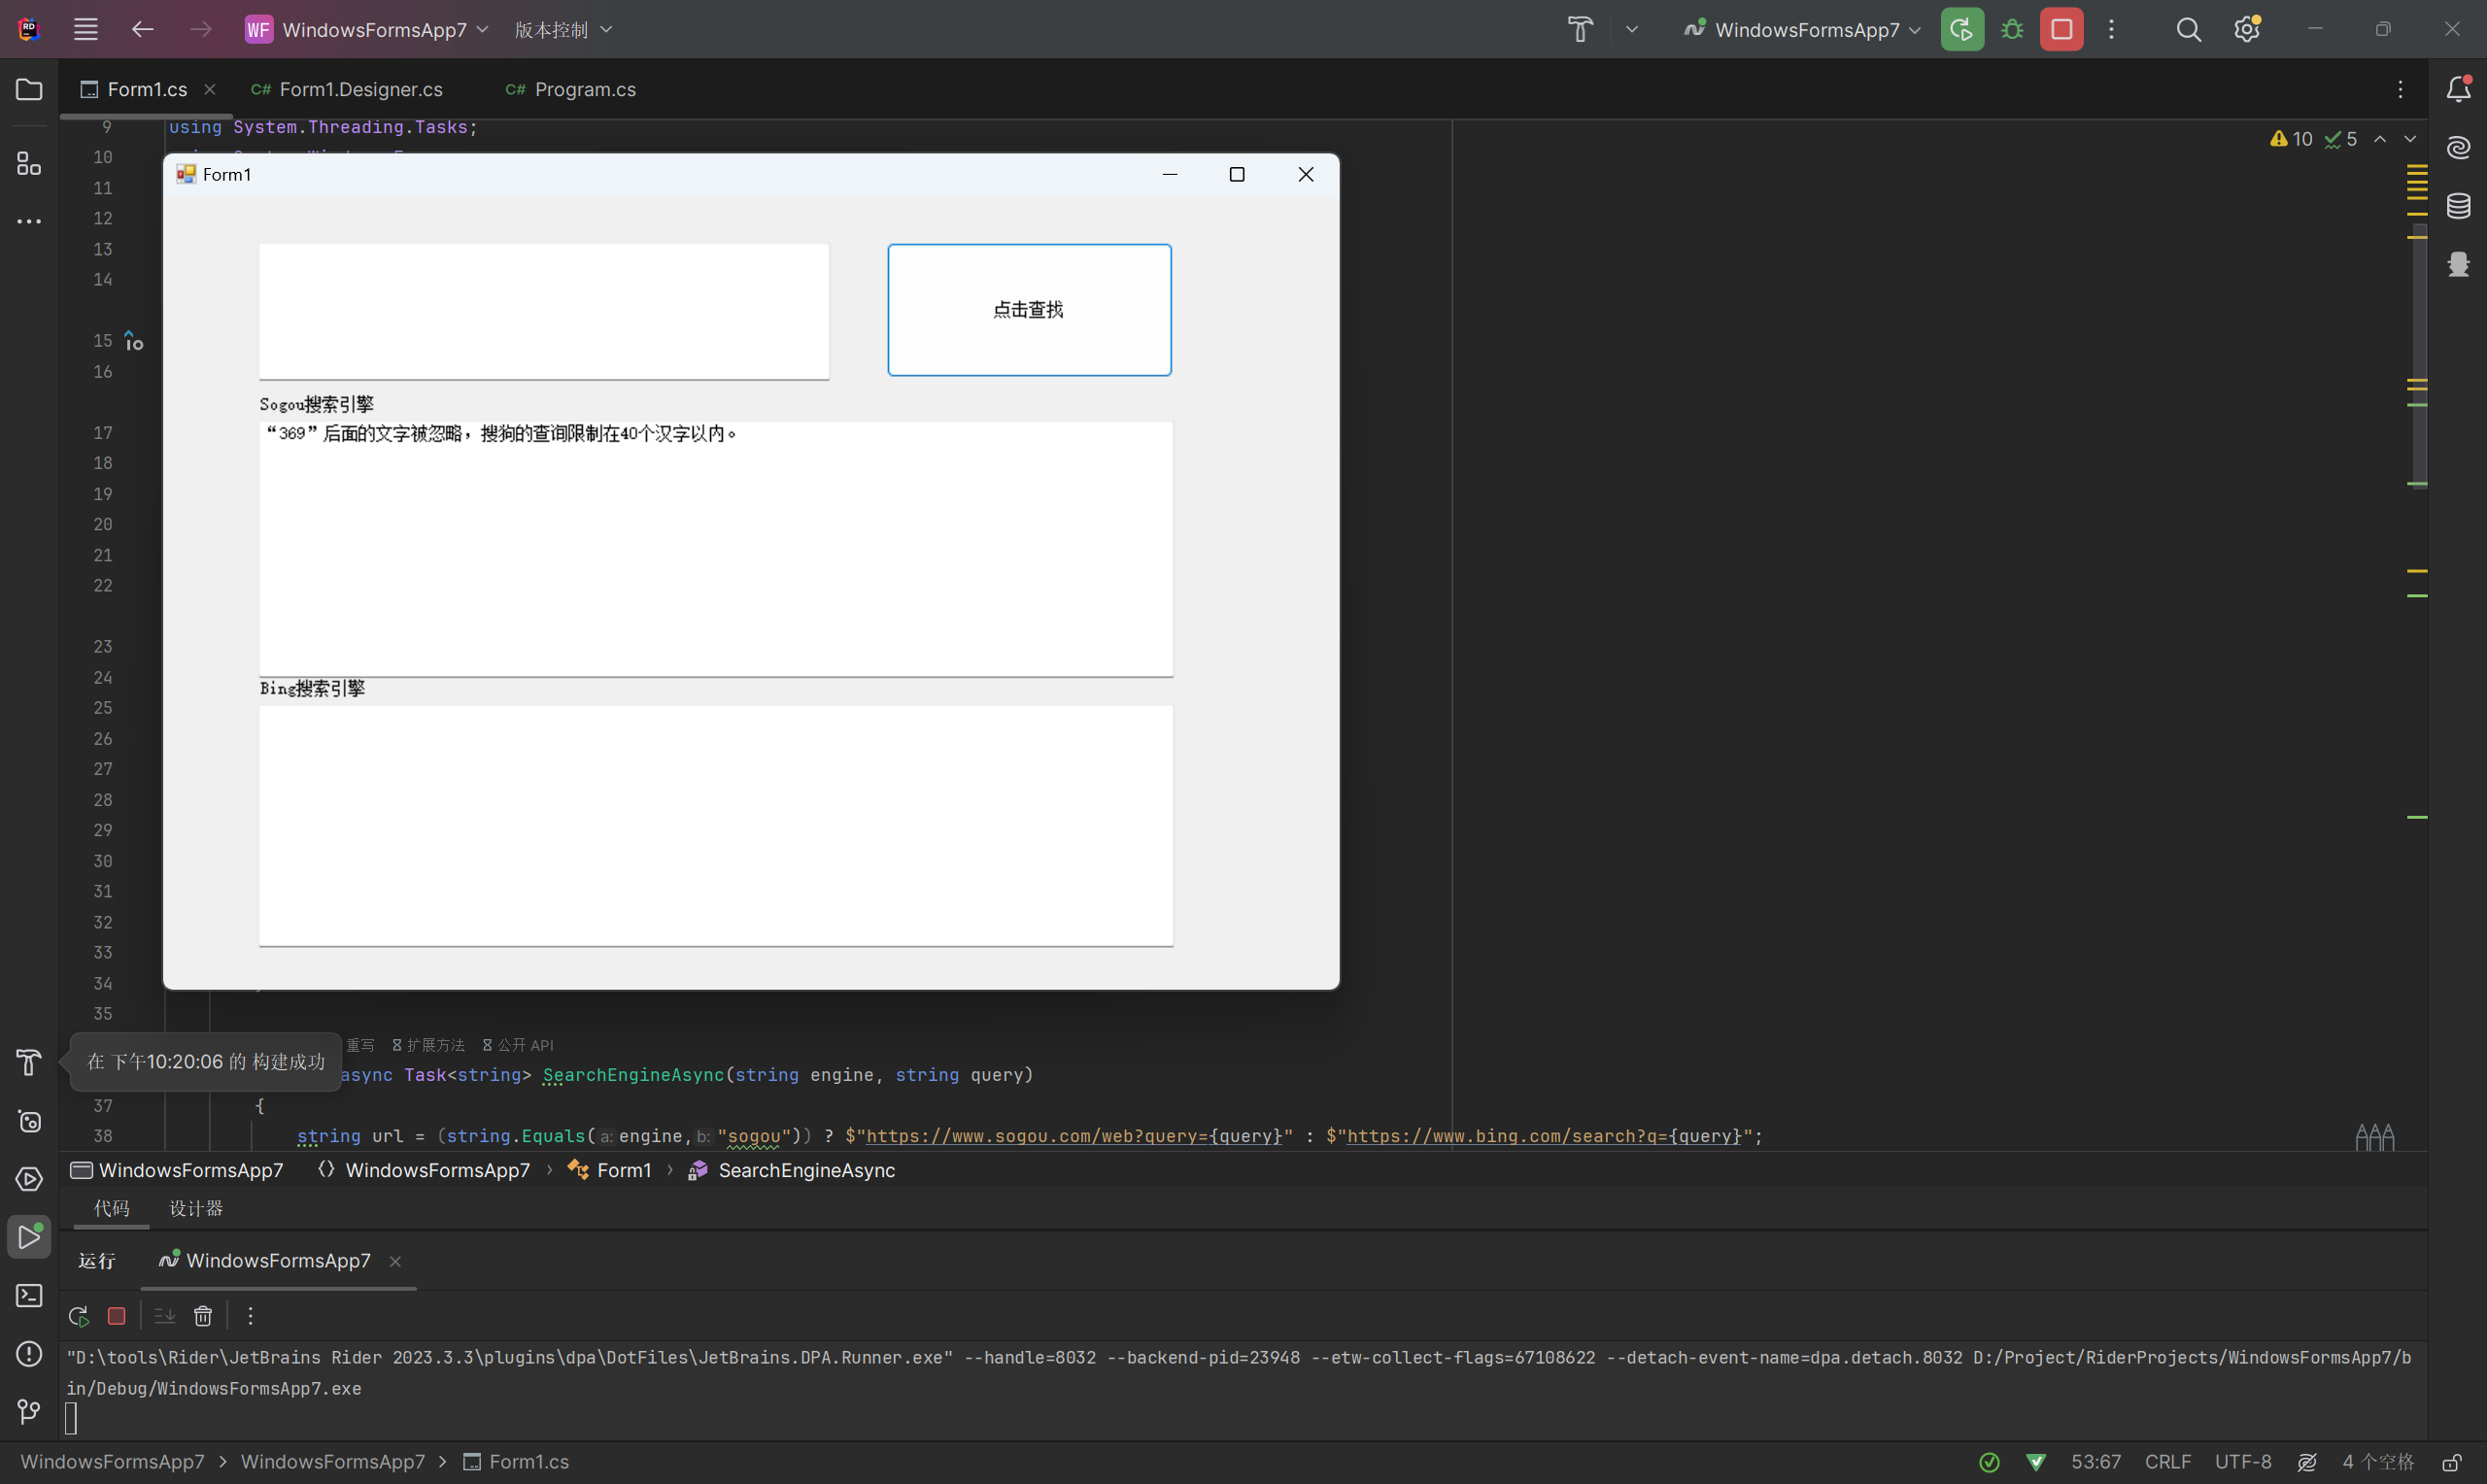 WF WindowsFormsApp7 版本控制 WindowsFormsApp7
Form1.cs C# Form1.Designer.cs C# Program.cs
9 using System.Threading.Tasks;
10 5
10
11
12
13
14
15
16
17
18
19
20
21
22
23
24
25
26
27
28
29
30
31
32
33
34
35
Form1
点击查找
Sogou搜索引擎
“369”后面的文字被忽略，搜狗的查询限制在40个汉字以内。
Bing搜索引擎
在 下午10:20:06 的 构建成功
重写 扩展方法 公开 API
async Task<string> SearchEngineAsync(string engine, string query)
37 {
38 string url = (string.Equals( a: engine, b: "sogou")) ? $"https://www.sogou.com/web?query={query}" : $"https://www.bing.com/search?q={query}";
WindowsFormsApp7 WindowsFormsApp7 › Form1 › SearchEngineAsync
代码 设计器
运行 WindowsFormsApp7
"D:\tools\Rider\JetBrains Rider 2023.3.3\plugins\dpa\DotFiles\JetBrains.DPA.Runner.exe" --handle=8032 --backend-pid=23948 --etw-collect-flags=67108622 --detach-event-name=dpa.detach.8032 D:/Project/RiderProjects/WindowsFormsApp7/b
in/Debug/WindowsFormsApp7.exe
WindowsFormsApp7 › WindowsFormsApp7 › Form1.cs 53:67 CRLF UTF-8 4 个空格